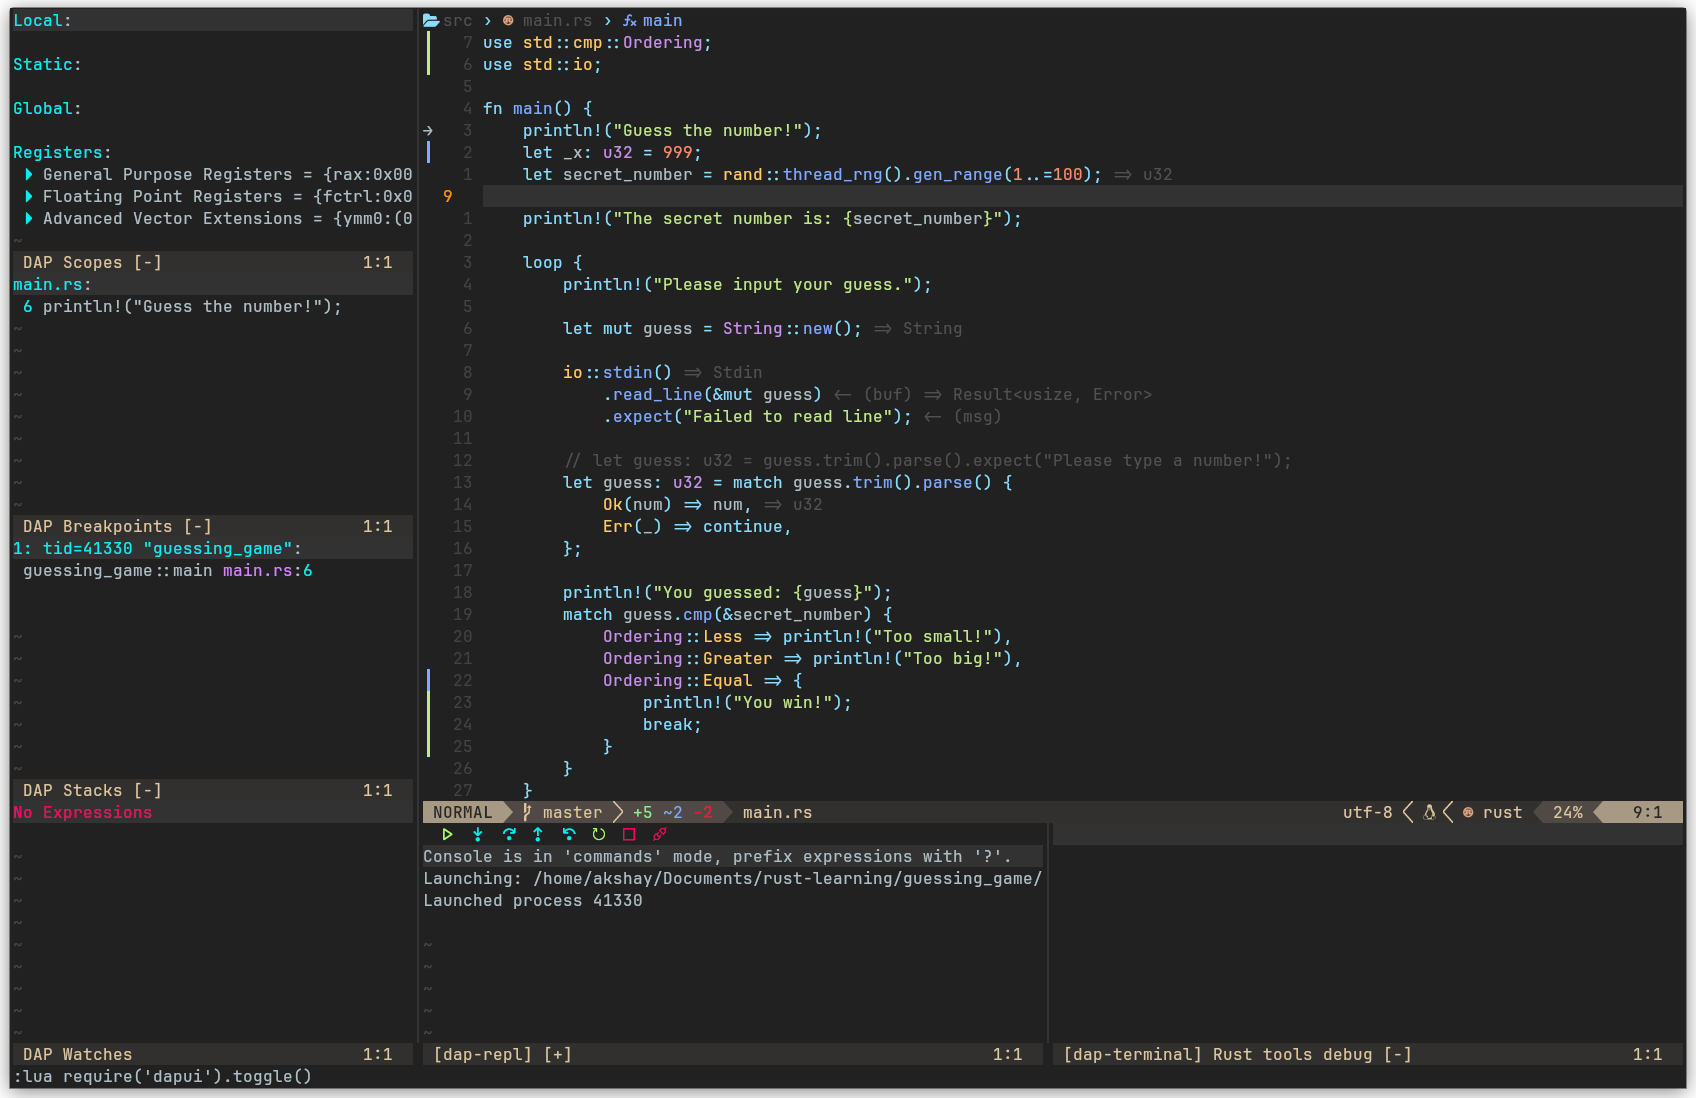 Local:
Static:
Global:
Registers:
General Purpose Registers = {rax:0x00
Floating Point Registers = {fctrl:0x0
Advanced Vector Extensions = {ymm0:(0
~
DAP Scopes [-] 1:1
main.rs:
6 println!("Guess the number!");
~
~
~
~
~
~
~
~
~
DAP Breakpoints [-] 1:1
1: tid=41330 "guessing_game":
guessing_game::main main.rs:6
~
~
~
~
~
~
~
DAP Stacks [-] 1:1
No Expressions
~
~
~
~
~
~
~
~
~
DAP Watches 1:1
src › main.rs › main
7 use std::cmp::Ordering;
6 use std::io;
5
4 fn main() {
→ 3 println!("Guess the number!");
2 let _x: u32 = 999;
1 let secret_number = rand::thread_rng().gen_range(1..=100); => u32
9
1 println!("The secret number is: {secret_number}");
2
3 loop {
4 println!("Please input your guess.");
5
6 let mut guess = String::new(); => String
7
8 io::stdin() => Stdin
9 .read_line(&mut guess) <- (buf) => Result<usize, Error>
10 .expect("Failed to read line"); <- (msg)
11
12 // let guess: u32 = guess.trim().parse().expect("Please type a number!");
13 let guess: u32 = match guess.trim().parse() {
14 Ok(num) => num, => u32
15 Err(_) => continue,
16 };
17
18 println!("You guessed: {guess}");
19 match guess.cmp(&secret_number) {
20 Ordering::Less => println!("Too small!"),
21 Ordering::Greater => println!("Too big!"),
22 Ordering::Equal => {
23 println!("You win!");
24 break;
25 }
26 }
27 }
NORMAL master +5 ~2 -2 main.rs utf-8 rust 24% 9:1
Console is in 'commands' mode, prefix expressions with '?'.
Launching: /home/akshay/Documents/rust-learning/guessing_game/
Launched process 41330
~
~
~
~
~
[dap-repl] [+] 1:1
[dap-terminal] Rust tools debug [-] 1:1
:lua require('dapui').toggle()